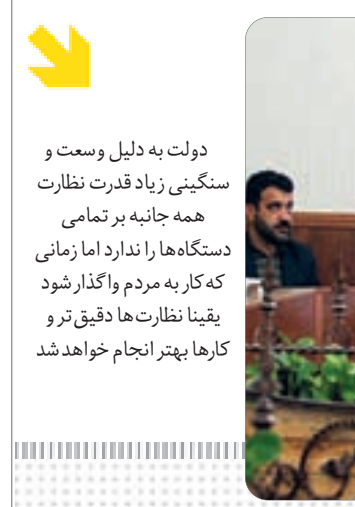 دولت به دلیل وسعت و
سنگینی زیاد قدرت نظارت
همه جانبه بر تمامی
دستگاه‌ها را ندارد اما زمانی
که کار به مردم واگذار شود
یقینا نظارت‌ها دقیق‌تر و
کارها بهتر انجام خواهد شد